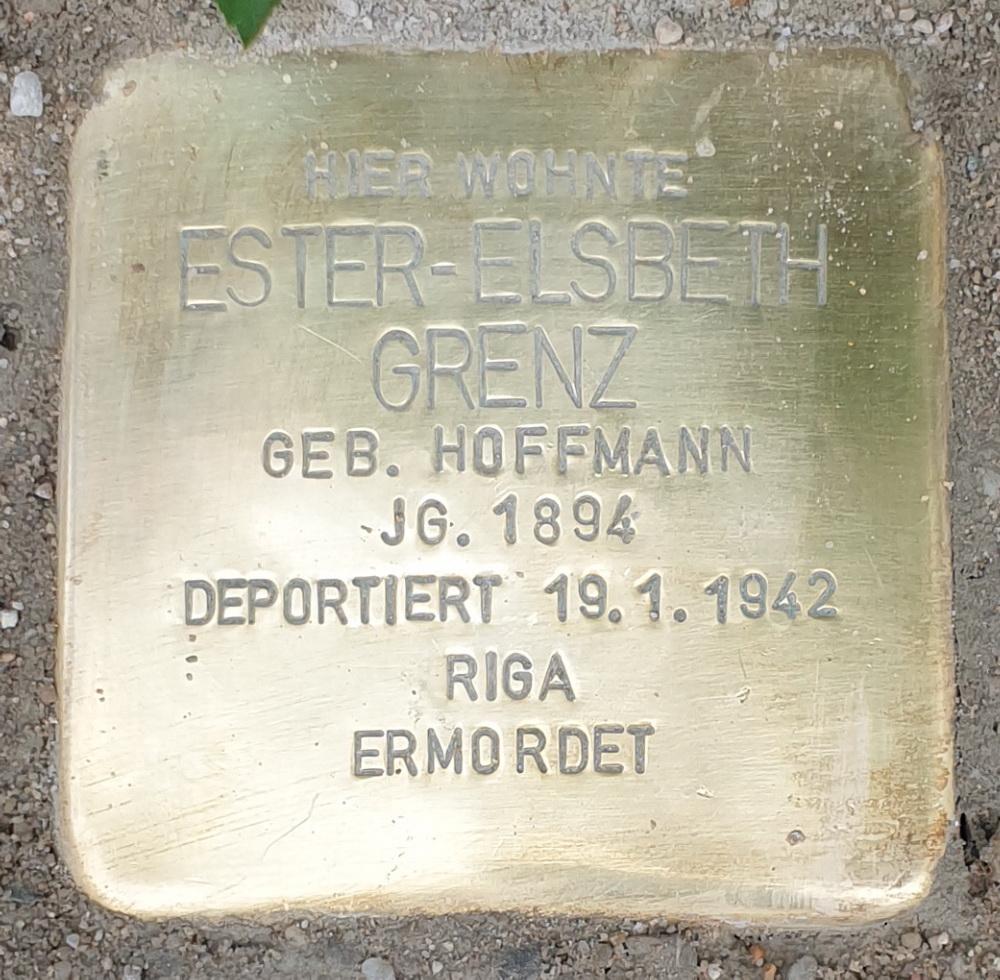 HIER WOHNTE
ESTER-ELSBETH
GRENZ
GEB. HOFFMANN
JG. 1894
DEPORTIERT 19.1.1942
RIGA
ERMORDET